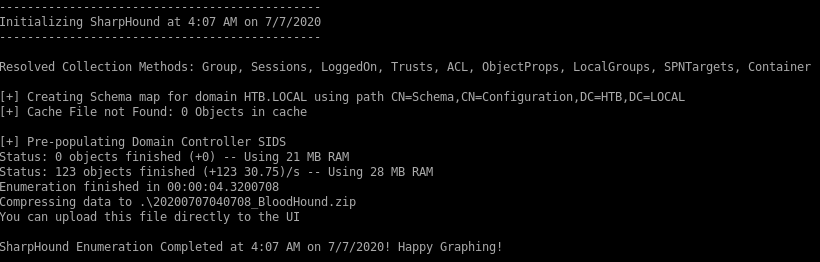 ----------------------------------------------
Initializing SharpHound at 4:07 AM on 7/7/2020
----------------------------------------------
Resolved Collection Methods: Group, Sessions, LoggedOn, Trusts, ACL, ObjectProps, LocalGroups, SPNTargets, Container
[+] Creating Schema map for domain HTB.LOCAL using path CN=Schema,CN=Configuration,DC=HTB,DC=LOCAL
[+] Cache File not Found: 0 Objects in cache
[+] Pre-populating Domain Controller SIDS
Status: 0 objects finished (+0) -- Using 21 MB RAM
Status: 123 objects finished (+123 30.75)/s -- Using 28 MB RAM
Enumeration finished in 00:00:04.3200708
Compressing data to .\20200707040708_BloodHound.zip
You can upload this file directly to the UI
SharpHound Enumeration Completed at 4:07 AM on 7/7/2020! Happy Graphing!